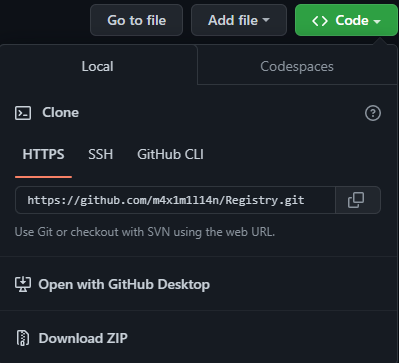 Go to file Add file <> Code
Local Codespaces
Clone
HTTPS SSH GitHub CLI
https://github.com/m4x1m1l14n/Registry.git
Use Git or checkout with SVN using the web URL.
Open with GitHub Desktop
Download ZIP